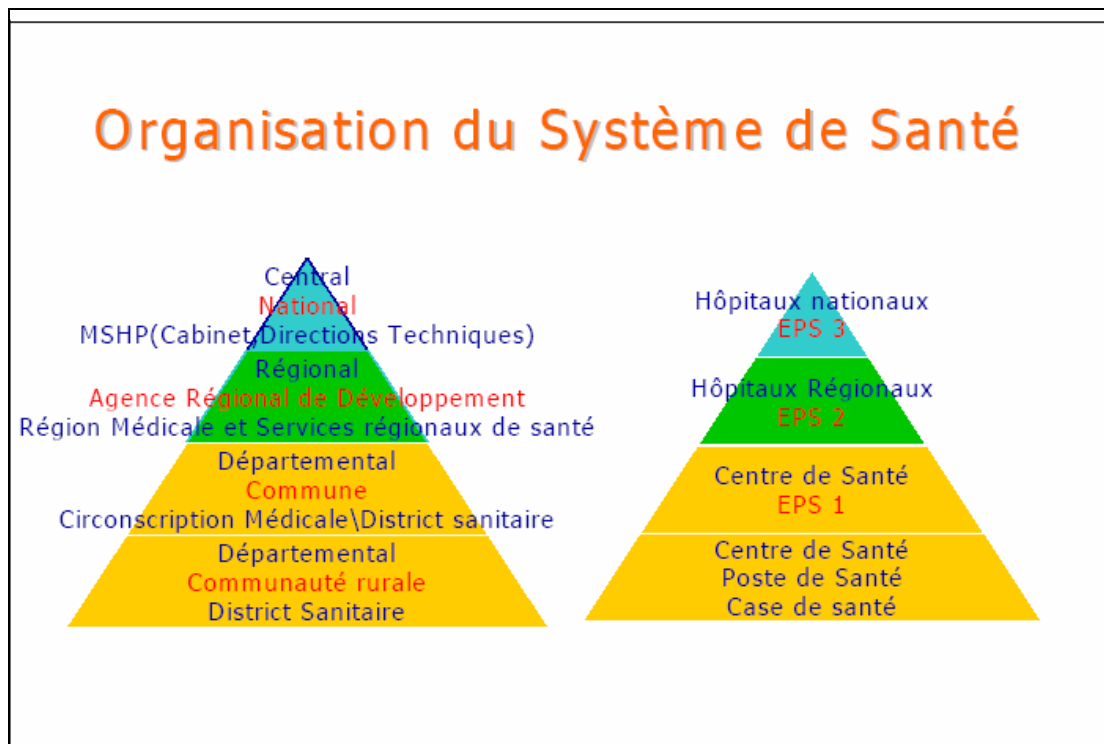 Organisation du Système de Santé
Central
National
MSHP(Cabinet,Directions Techniques)
Régional
Agence Régional de Développement
Région Médicale et Services régionaux de santé
Départemental
Commune
Circonscription Médicale\District sanitaire
Départemental
Communauté rurale
District Sanitaire
Hôpitaux nationaux
EPS 3
Hôpitaux Régionaux
EPS 2
Centre de Santé
EPS 1
Centre de Santé
Poste de Santé
Case de santé